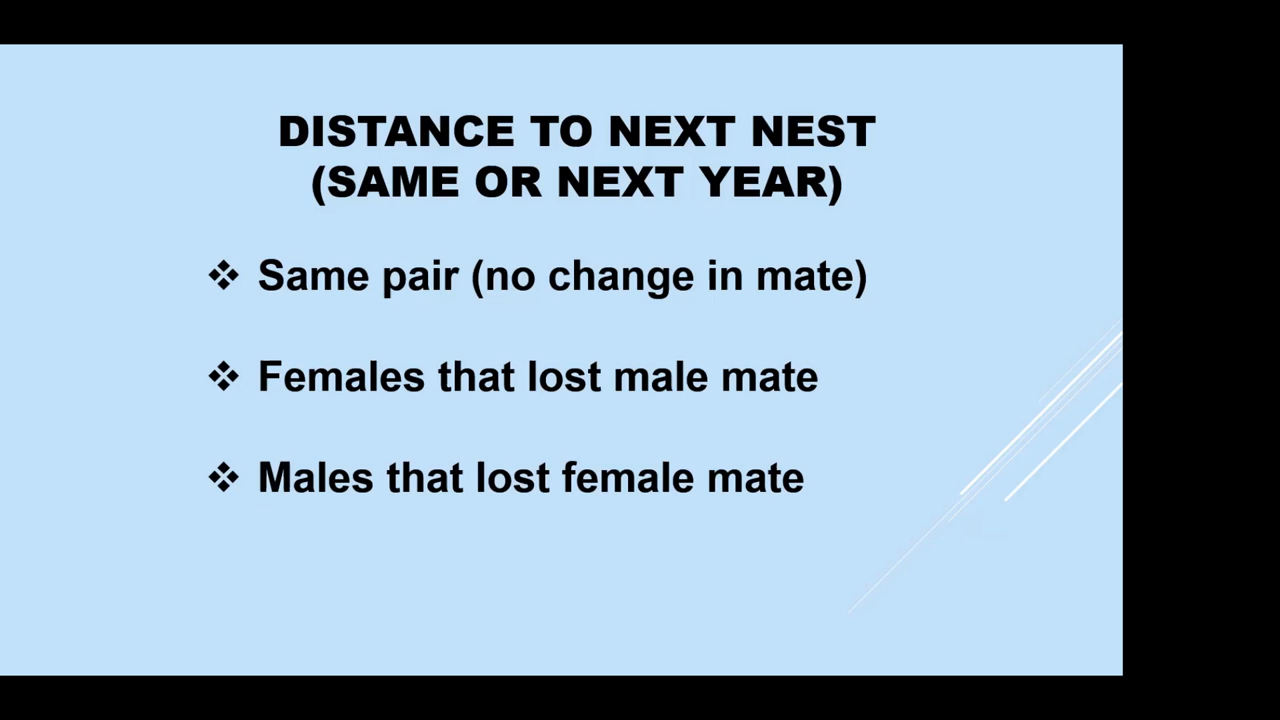 DISTANCE TO NEXT NEST
(SAME OR NEXT YEAR)
❖ Same pair (no change in mate)
❖ Females that lost male mate
❖ Males that lost female mate